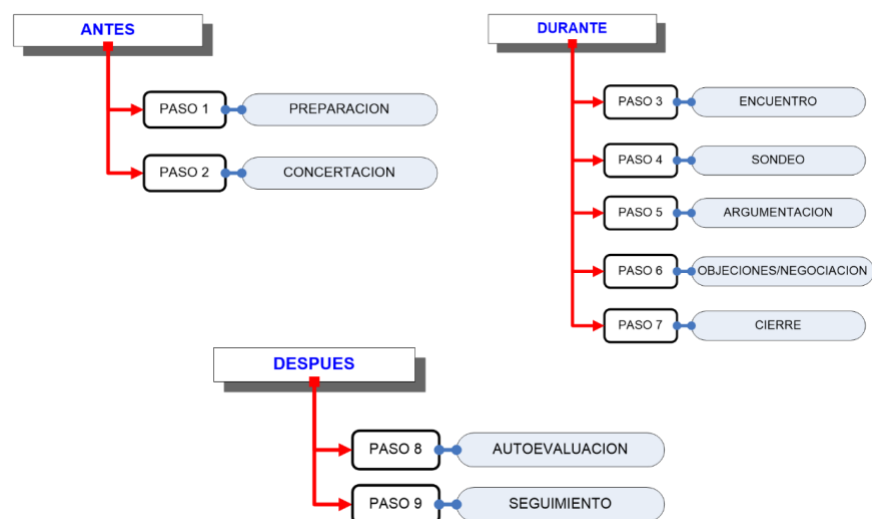 ANTES
PASO 1 PREPARACION
PASO 2 CONCERTACION
DURANTE
PASO 3 ENCUENTRO
PASO 4 SONDEO
PASO 5 ARGUMENTACION
PASO 6 OBJECIONES/NEGOCIACION
PASO 7 CIERRE
DESPUES
PASO 8 AUTOEVALUACION
PASO 9 SEGUIMIENTO